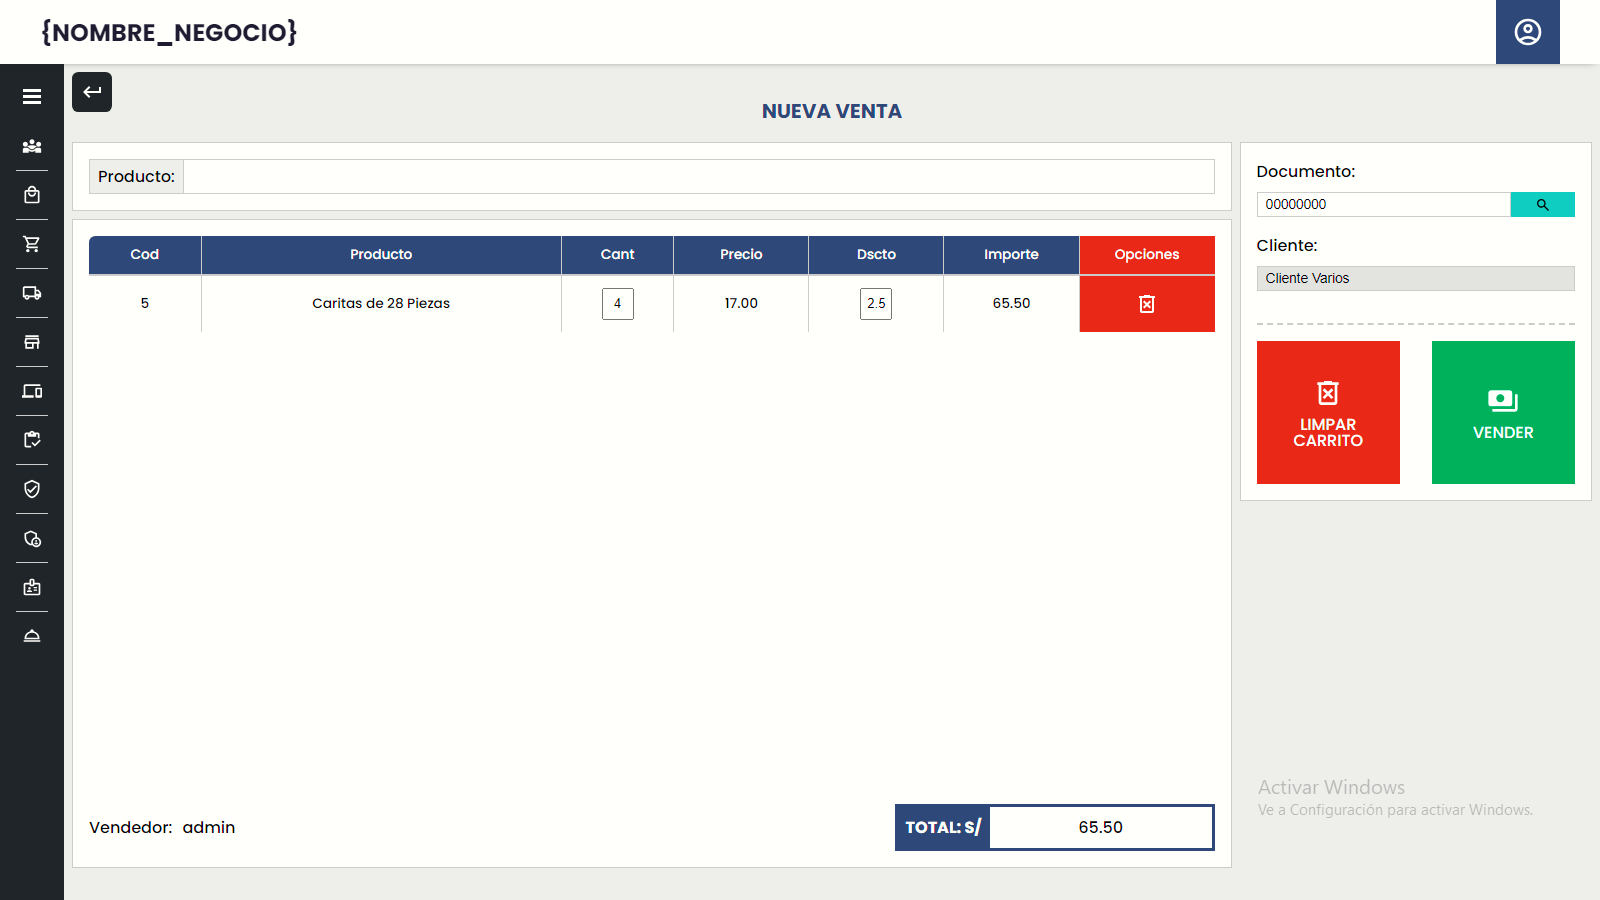 {NOMBRE_NEGOCIO}
NUEVA VENTA
Producto:
Cod Producto Cant Precio Dscto Importe Opciones
5 Caritas de 28 Piezas 4 17.00 2.5 65.50
Vendedor: admin
TOTAL: S/ 65.50
Documento:
00000000
Cliente:
Cliente Varios
LIMPAR
CARRITO
VENDER
Activar Windows
Ve a Configuración para activar Windows.